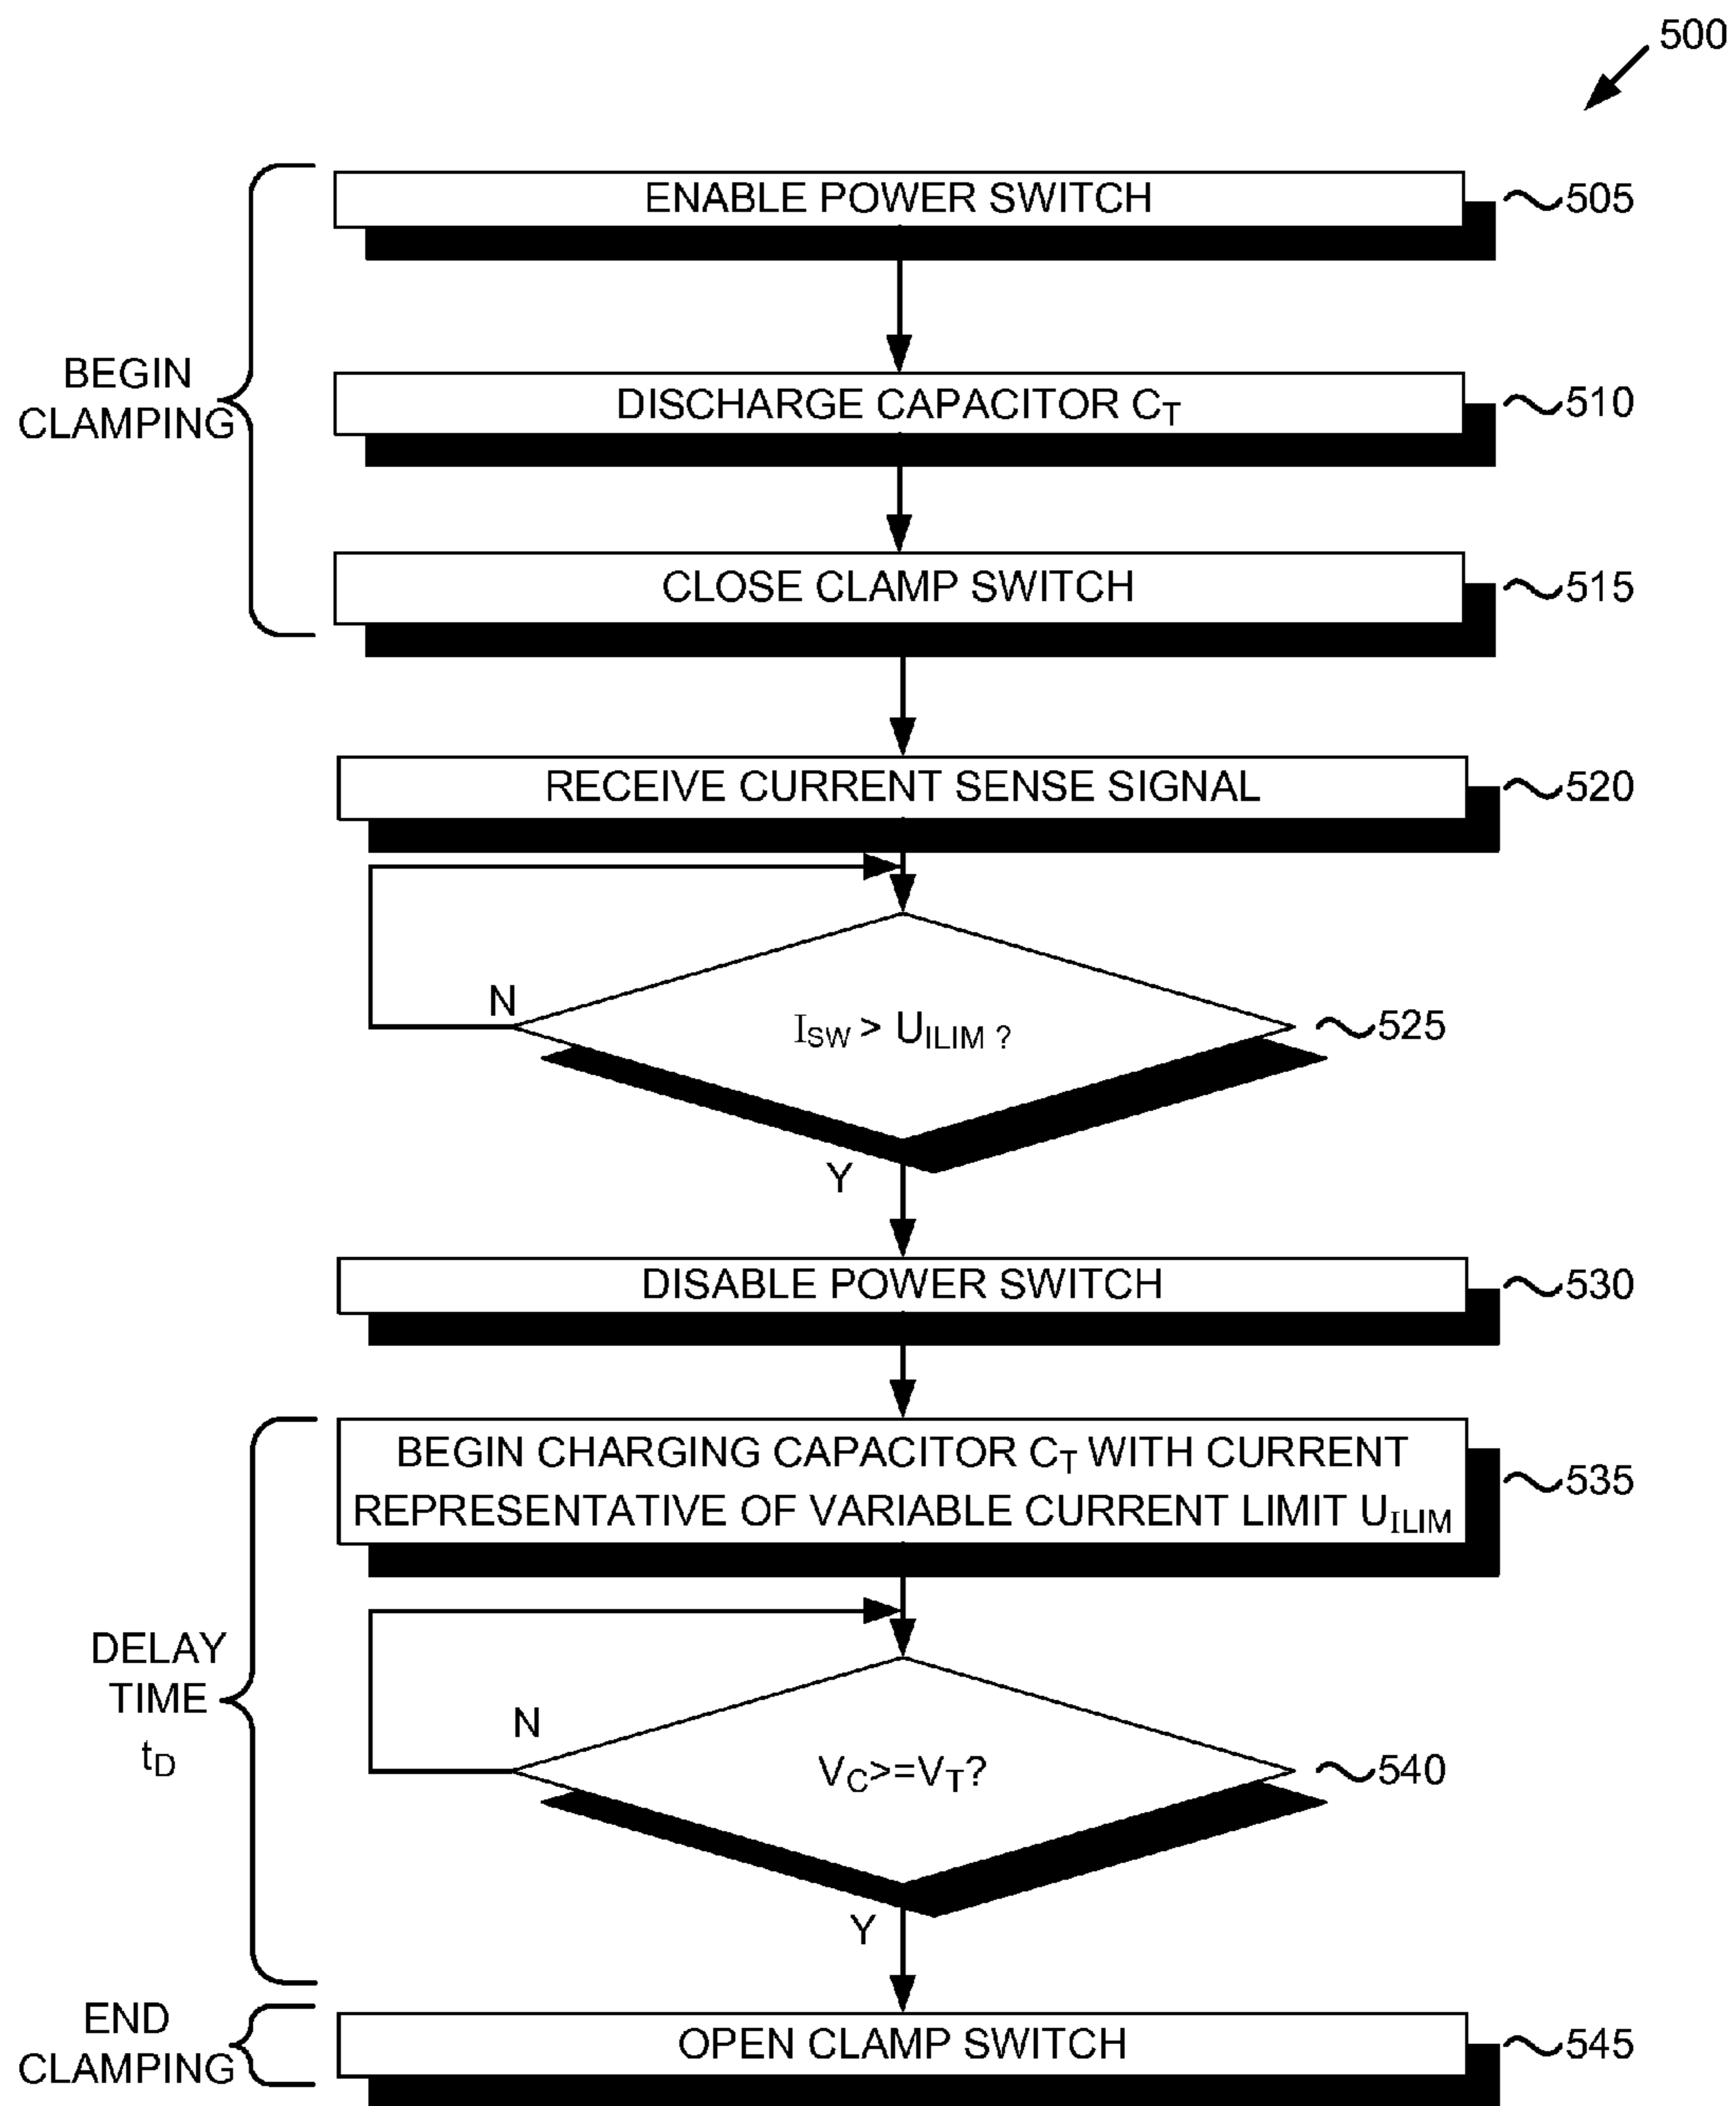 500
ENABLE POWER SWITCH
505
BEGIN
CLAMPING
DISCHARGE CAPACITOR CT
510
CLOSE CLAMP SWITCH
515
RECEIVE CURRENT SENSE SIGNAL
520
N
ISW > UILIM ?
525
Y
DISABLE POWER SWITCH
530
BEGIN CHARGING CAPACITOR CT WITH CURRENT
REPRESENTATIVE OF VARIABLE CURRENT LIMIT UILIM
535
DELAY
TIME
tD
N
VC>=VT?
540
Y
END
CLAMPING
OPEN CLAMP SWITCH
545